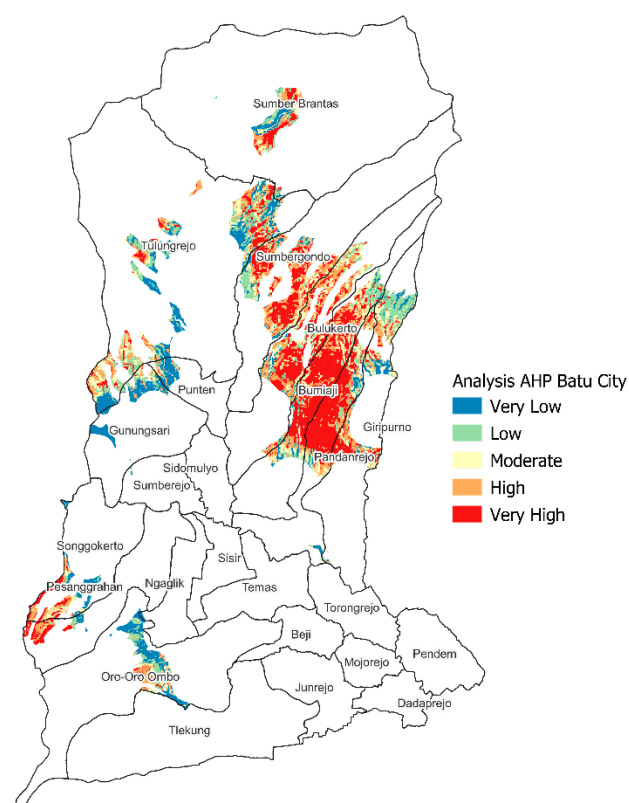 Sumber Brantas
Tulungrejo
Sumbergondo
Bulukerto
Bumiaji
Punten
Giripurno
Gunungsari
Pandanrejo
Sidomulyo
Sumberejo
Songgokerto
Sisir
Pesanggrahan
Ngaglik
Temas
Torongrejo
Beji
Pendem
Mojorejo
Oro-Oro Ombo
Junrejo
Dadaprejo
Tlekung
Analysis AHP Batu City
Very Low
Low
Moderate
High
Very High